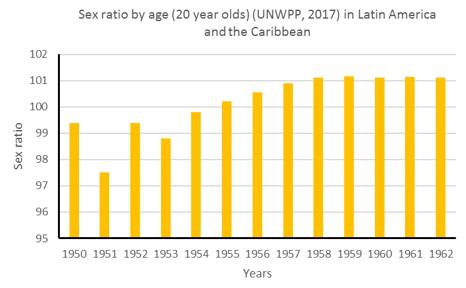 Sex ratio by age (20 year olds) (UNWPP, 2017) in Latin America
and the Caribbean
102
101
100
99
98
97
96
95
Sex ratio
1950 1951 1952 1953 1954 1955 1956 1957 1958 1959 1960 1961 1962
Years